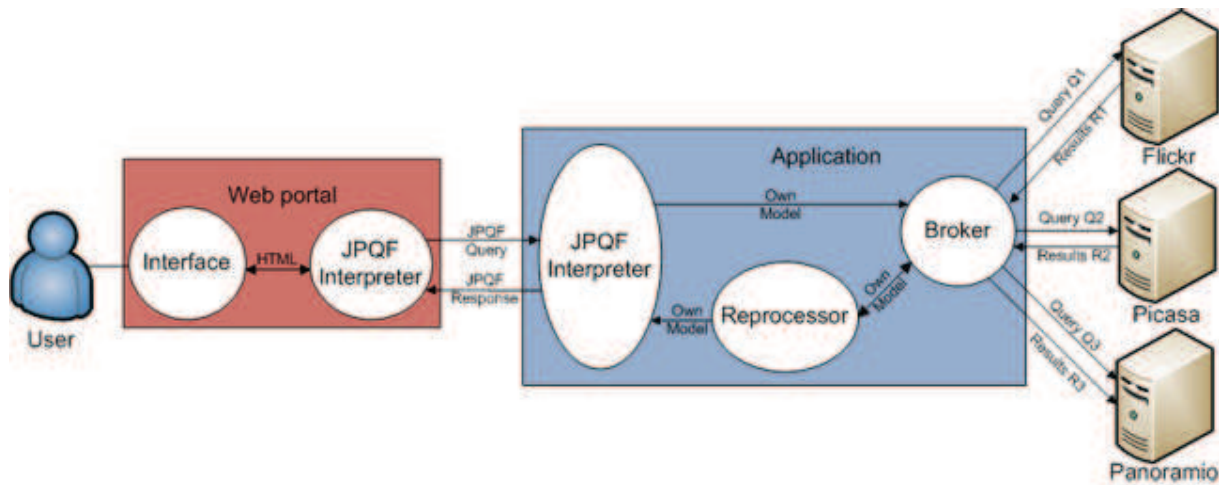 User
Web portal
Interface
HTML
JPQF
Interpreter
JPQF
Query
JPQF
Response
Application
JPQF
Interpreter
Own
Model
Own
Model
Reprocessor
Own
Model
Broker
Query Q1
Results R1
Flickr
Query Q2
Results R2
Picasa
Query Q3
Results R3
Panoramio